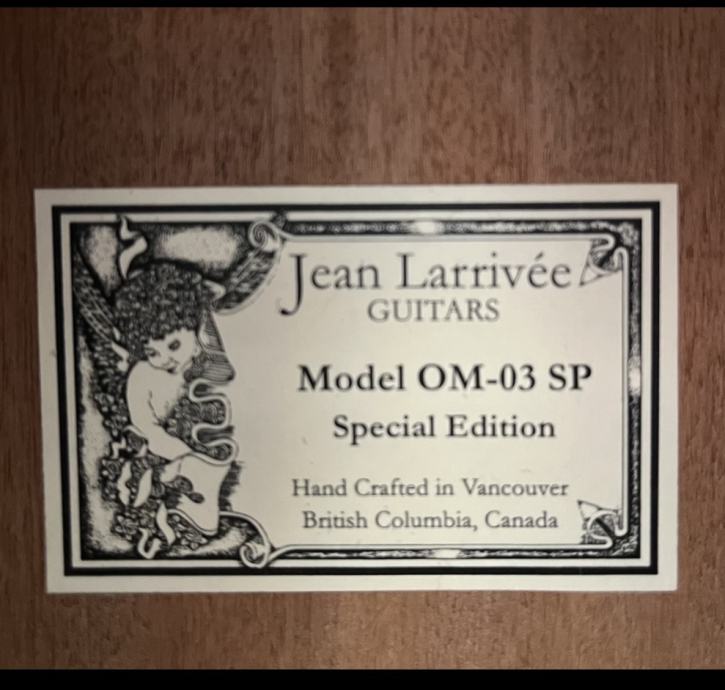 Jean Larrivée
GUITARS
Model OM-03 SP
Special Edition
Hand Crafted in Vancouver
British Columbia, Canada